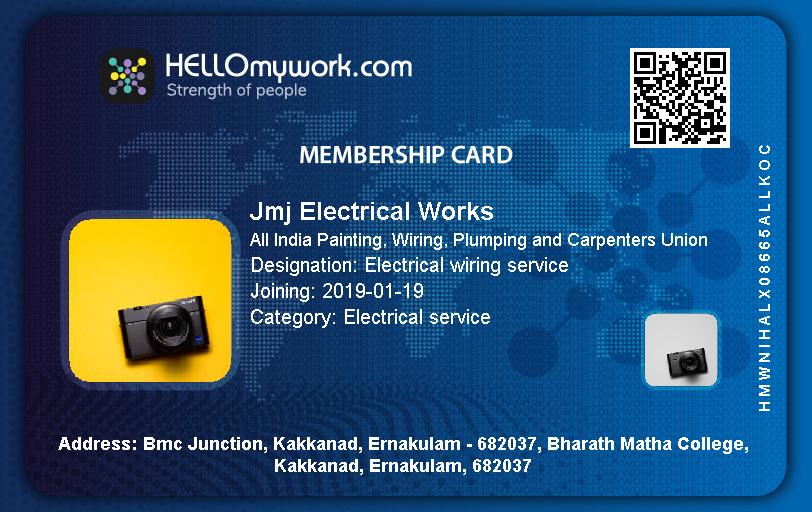 HELLOmywork.com
Strength of people
MEMBERSHIP CARD
Jmj Electrical Works
All India Painting, Wiring, Plumping and Carpenters Union
Designation: Electrical wiring service
Joining: 2019-01-19
Category: Electrical service
HMWNIHALX08665ALLKOC
Address: Bmc Junction, Kakkanad, Ernakulam - 682037, Bharath Matha College,
Kakkanad, Ernakulam, 682037